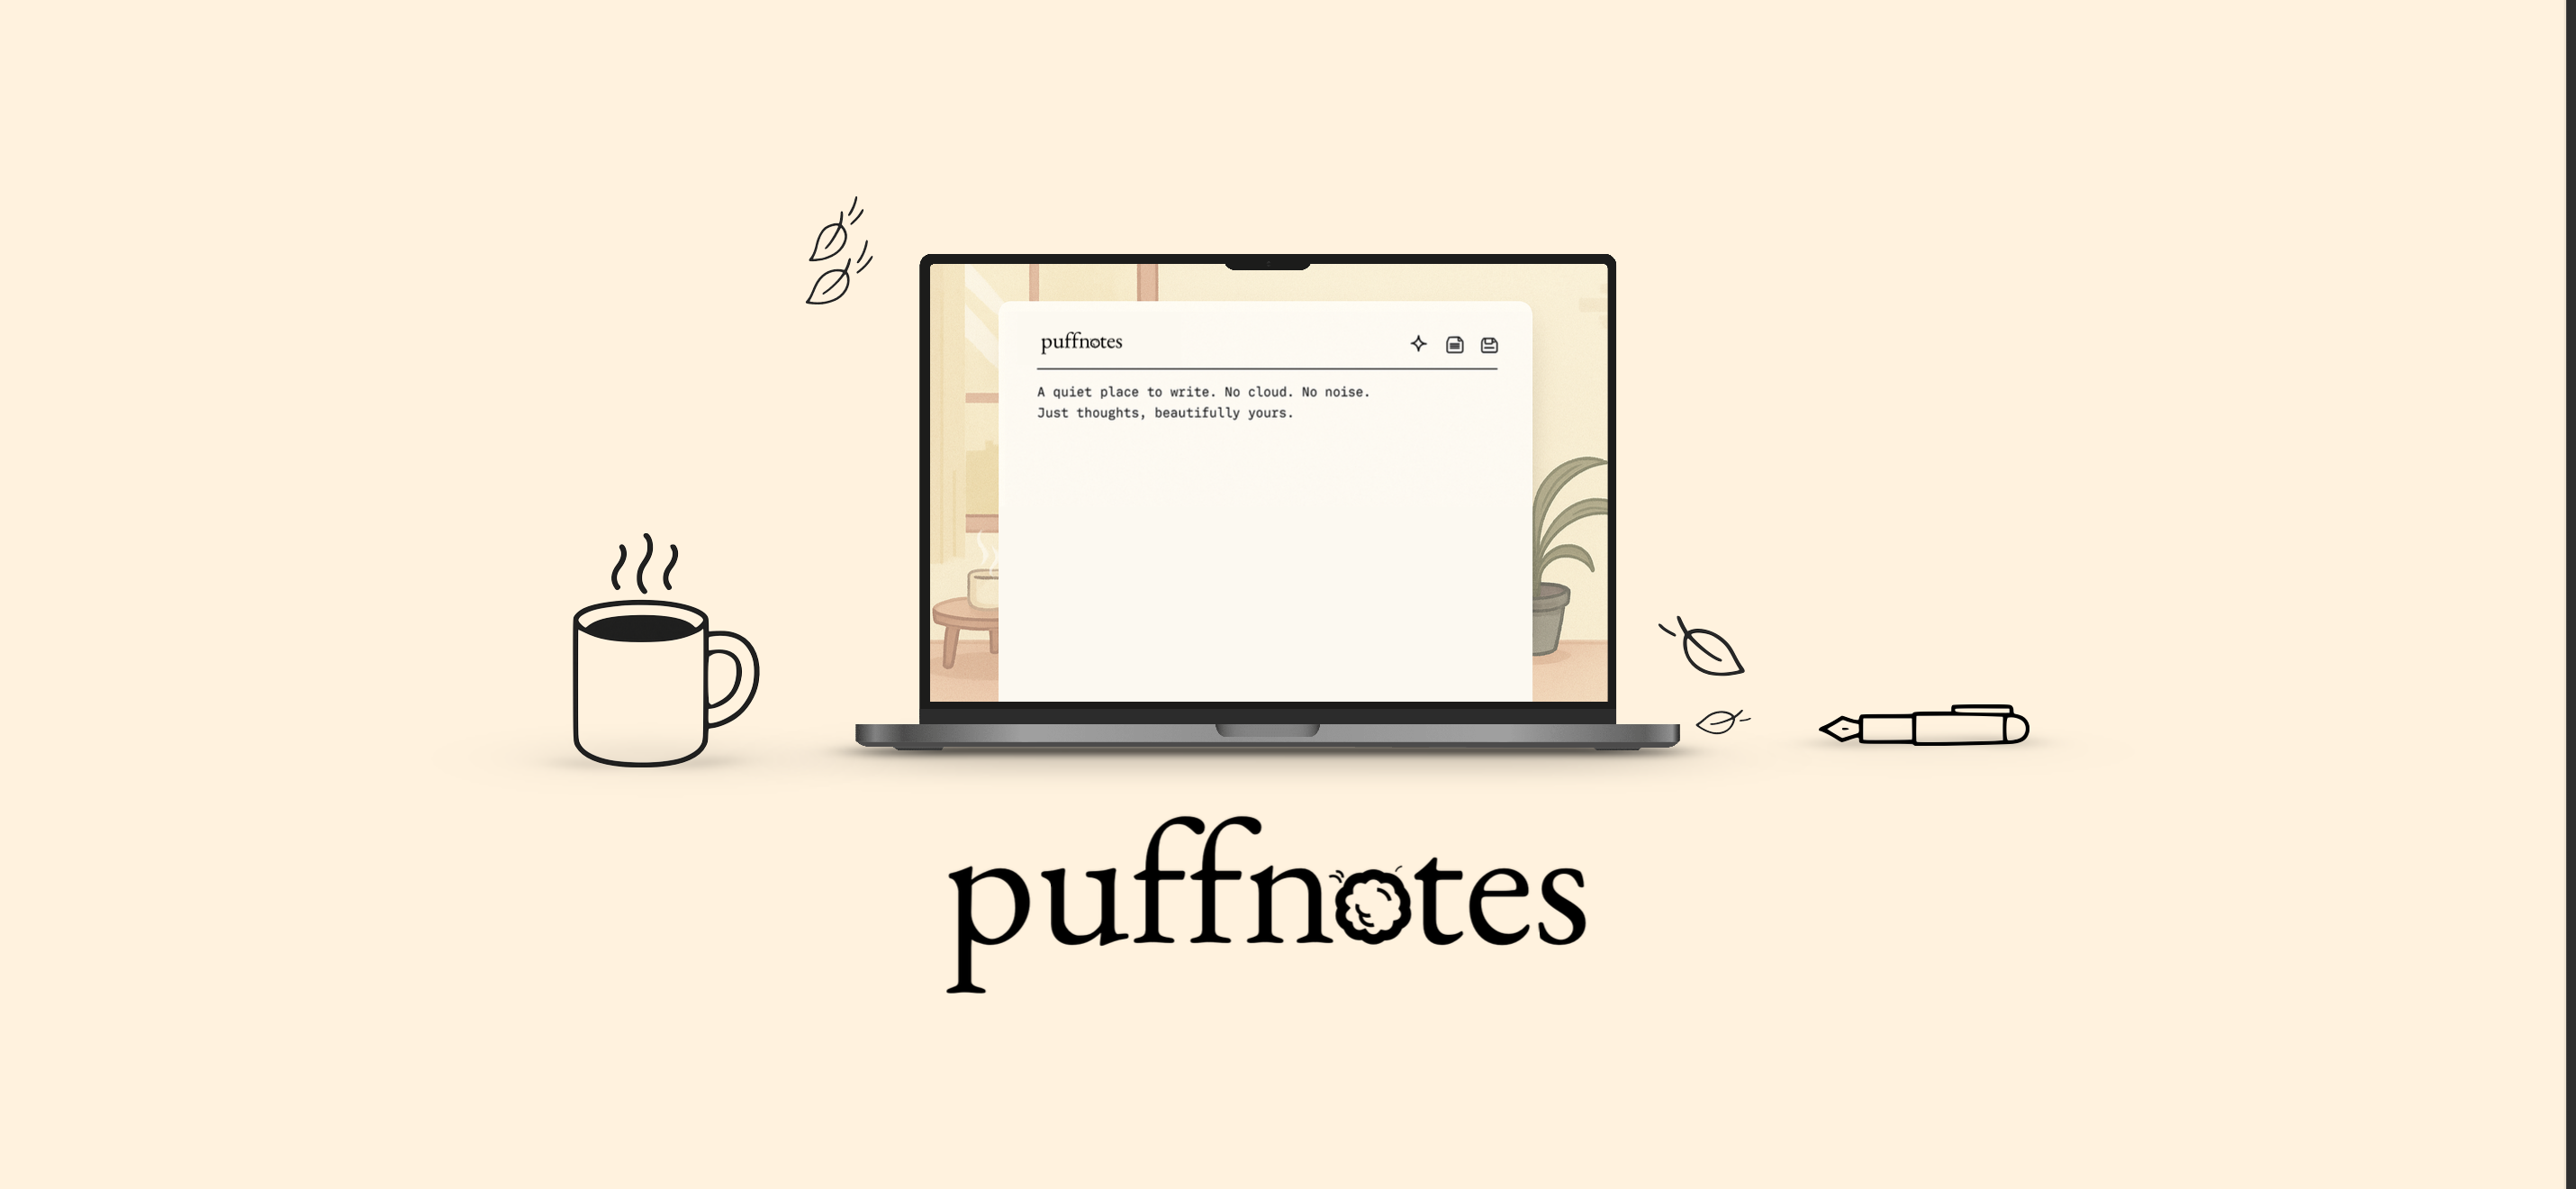 puffnotes
A quiet place to write. No cloud. No noise.
Just thoughts, beautifully yours.
puffnotes